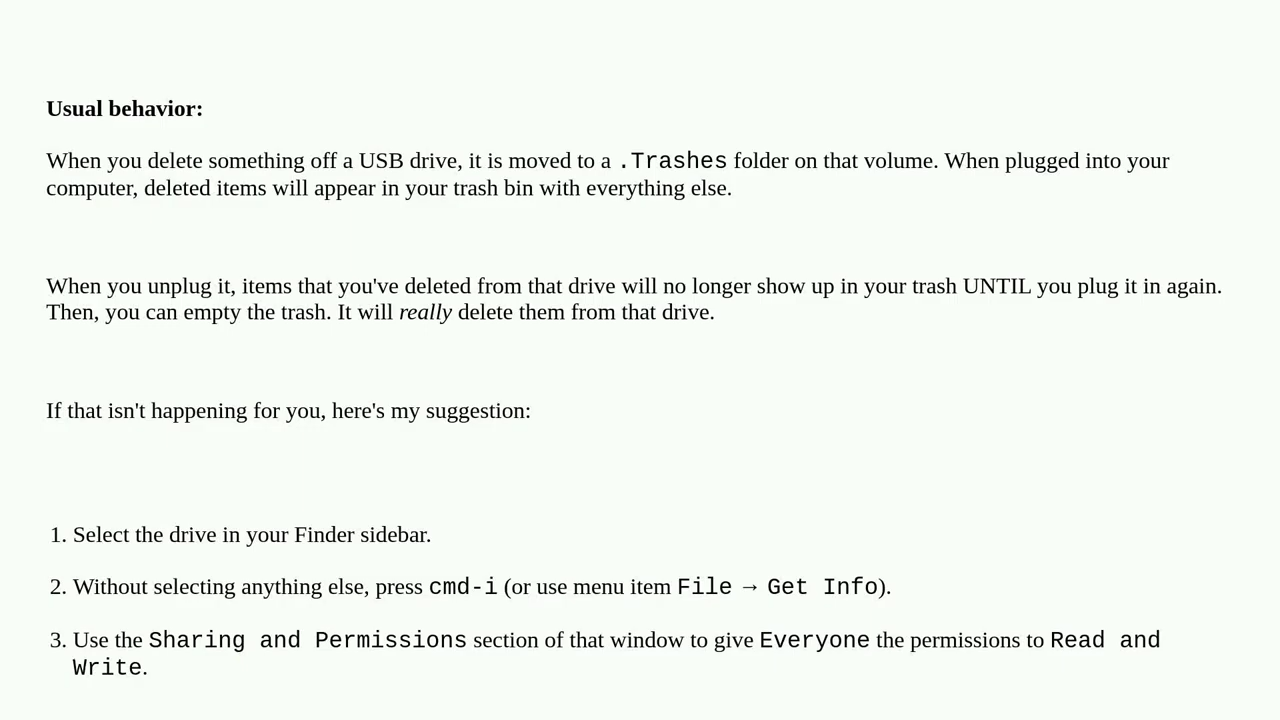 Usual behavior:
When you delete something off a USB drive, it is moved to a .Trashes folder on that volume. When plugged into your
computer, deleted items will appear in your trash bin with everything else.
When you unplug it, items that you've deleted from that drive will no longer show up in your trash UNTIL you plug it in again.
Then, you can empty the trash. It will really delete them from that drive.
If that isn't happening for you, here's my suggestion:
1. Select the drive in your Finder sidebar.
2. Without selecting anything else, press cmd-i (or use menu item File → Get Info).
3. Use the Sharing and Permissions section of that window to give Everyone the permissions to Read and
Write.